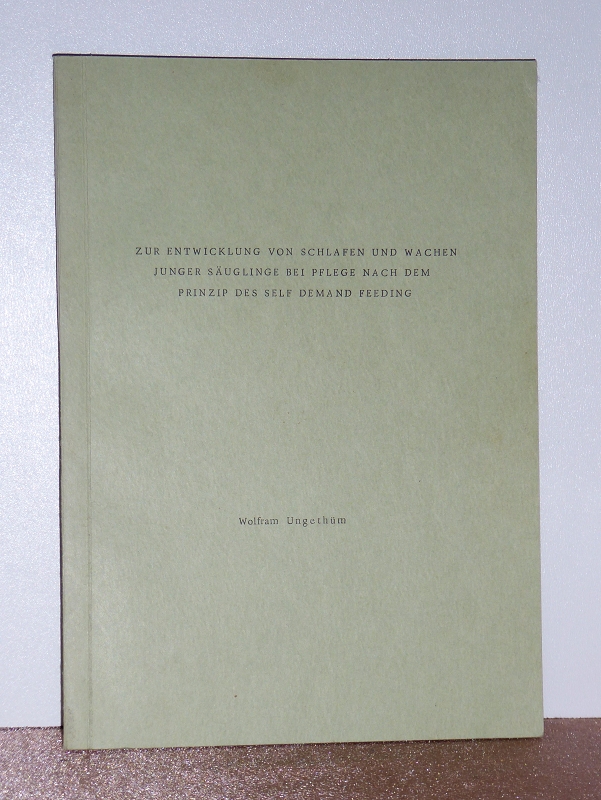 ZUR ENTWICKLUNG VON SCHLAFEN UND WACHEN
JUNGER SÄUGLINGE BEI PFLEGE NACH DEM
PRINZIP DES SELF DEMAND FEEDING
Wolfram Ungethüm